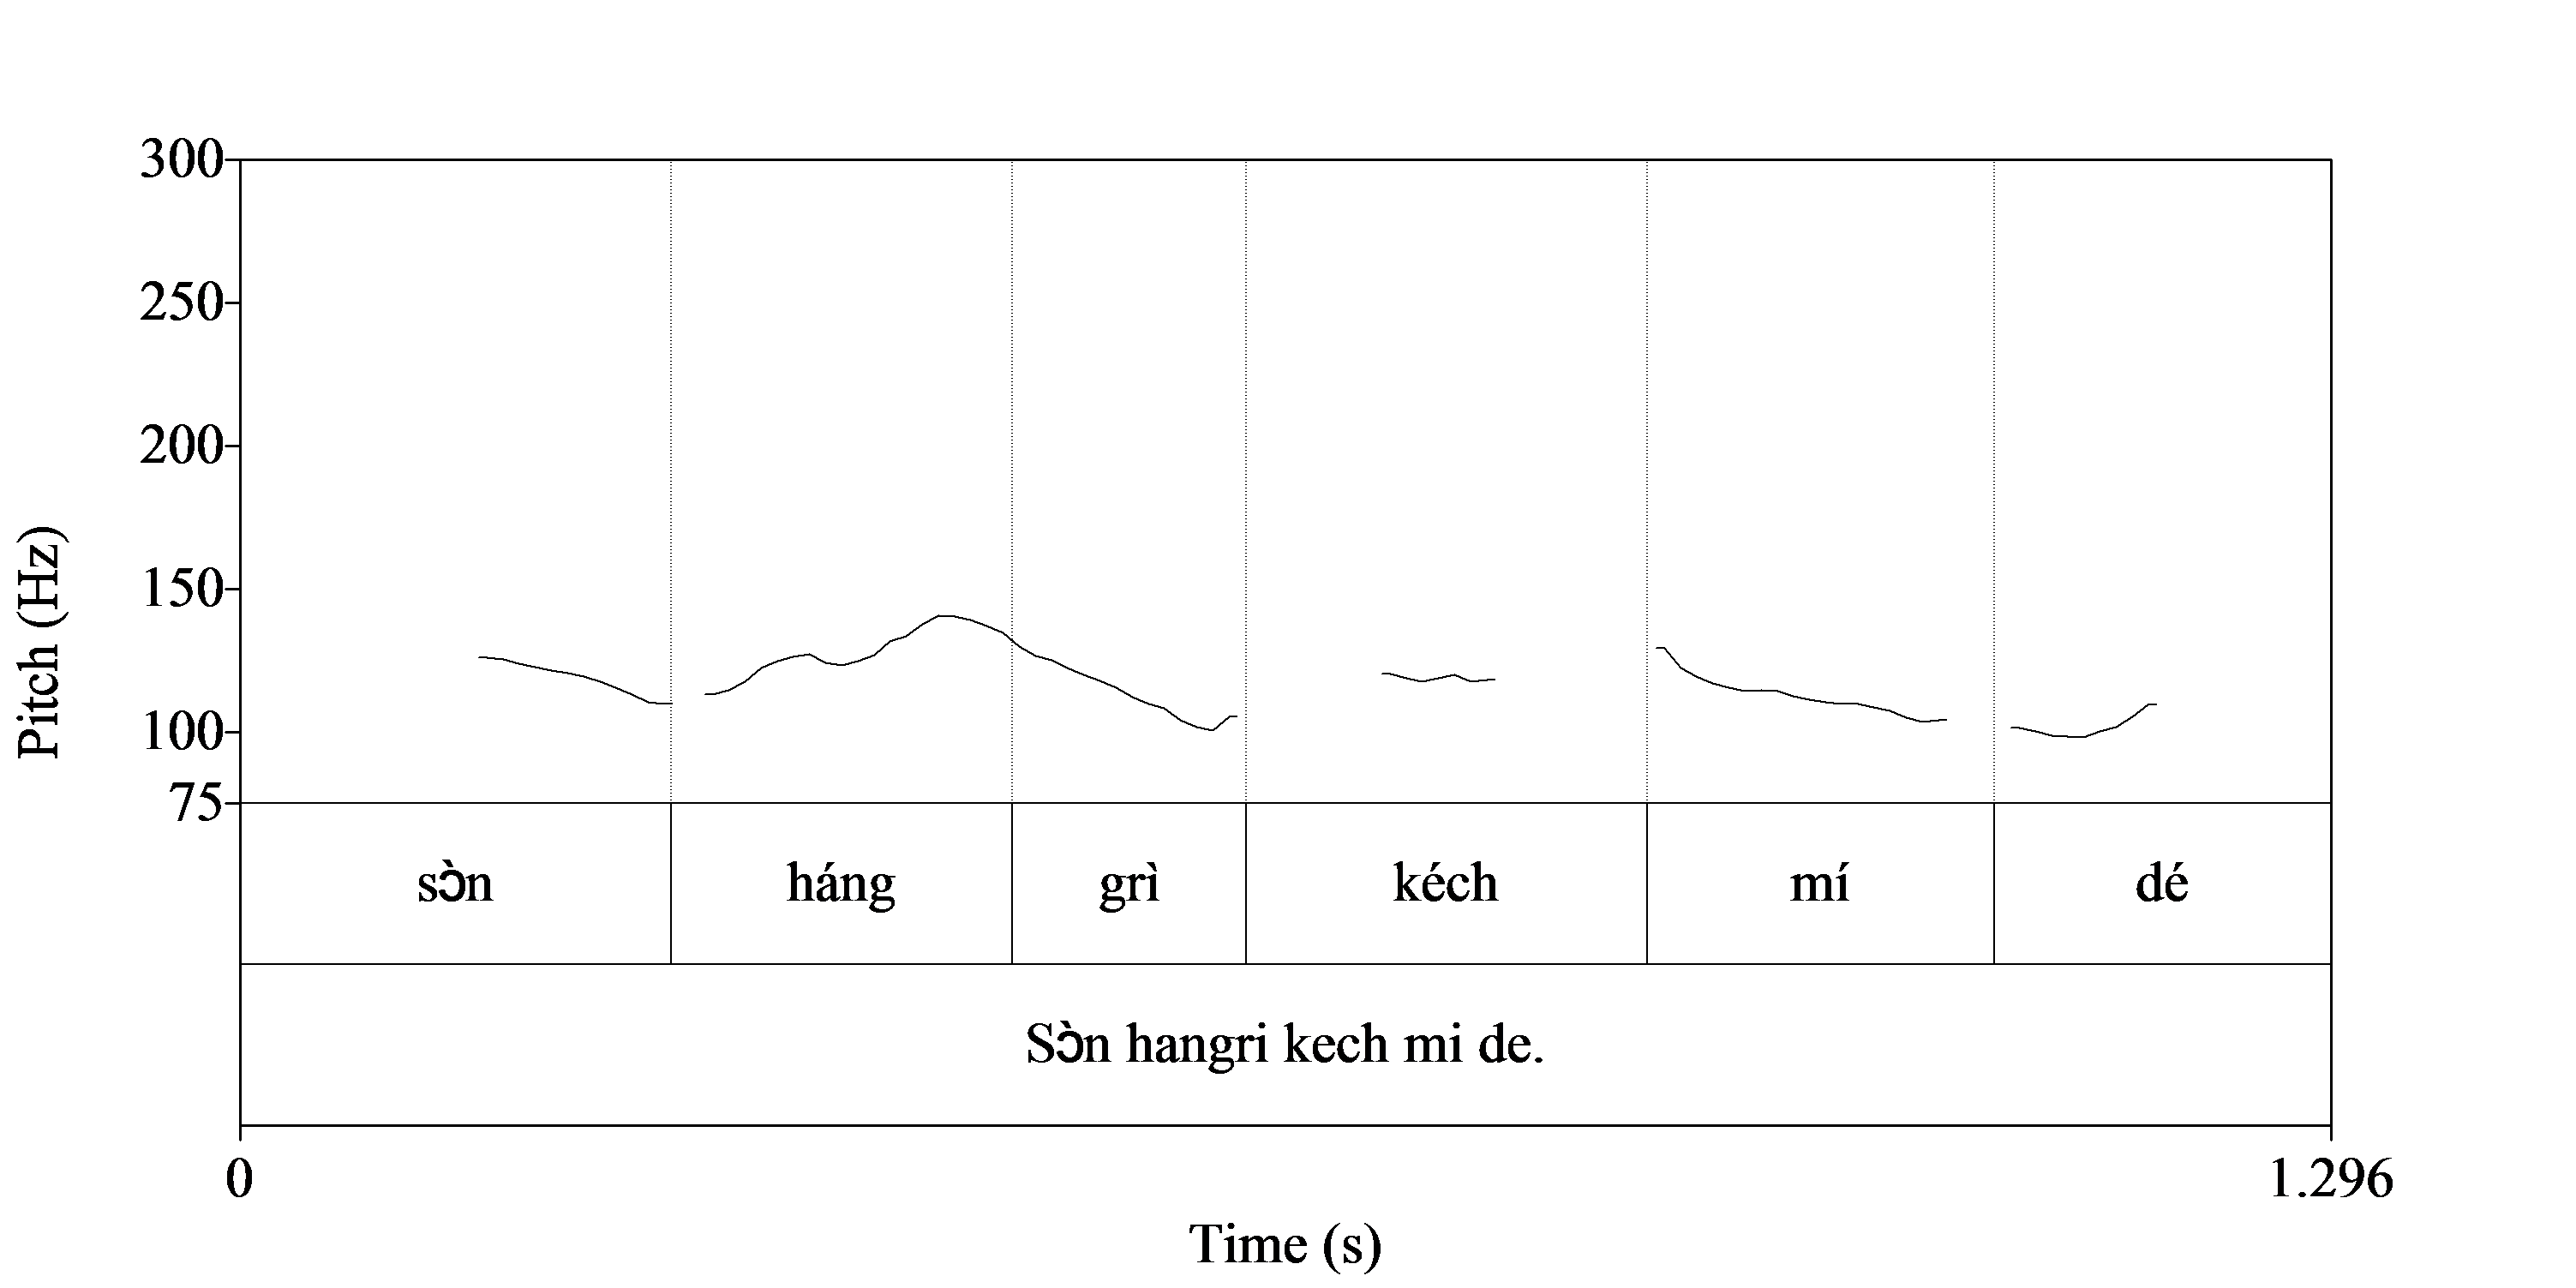 300
250
200
150
100
75
Pitch (Hz)
sɔ̀n háng grì kéch mí dé
Sɔ̀n hangri kech mi de.
0 1.296
Time (s)